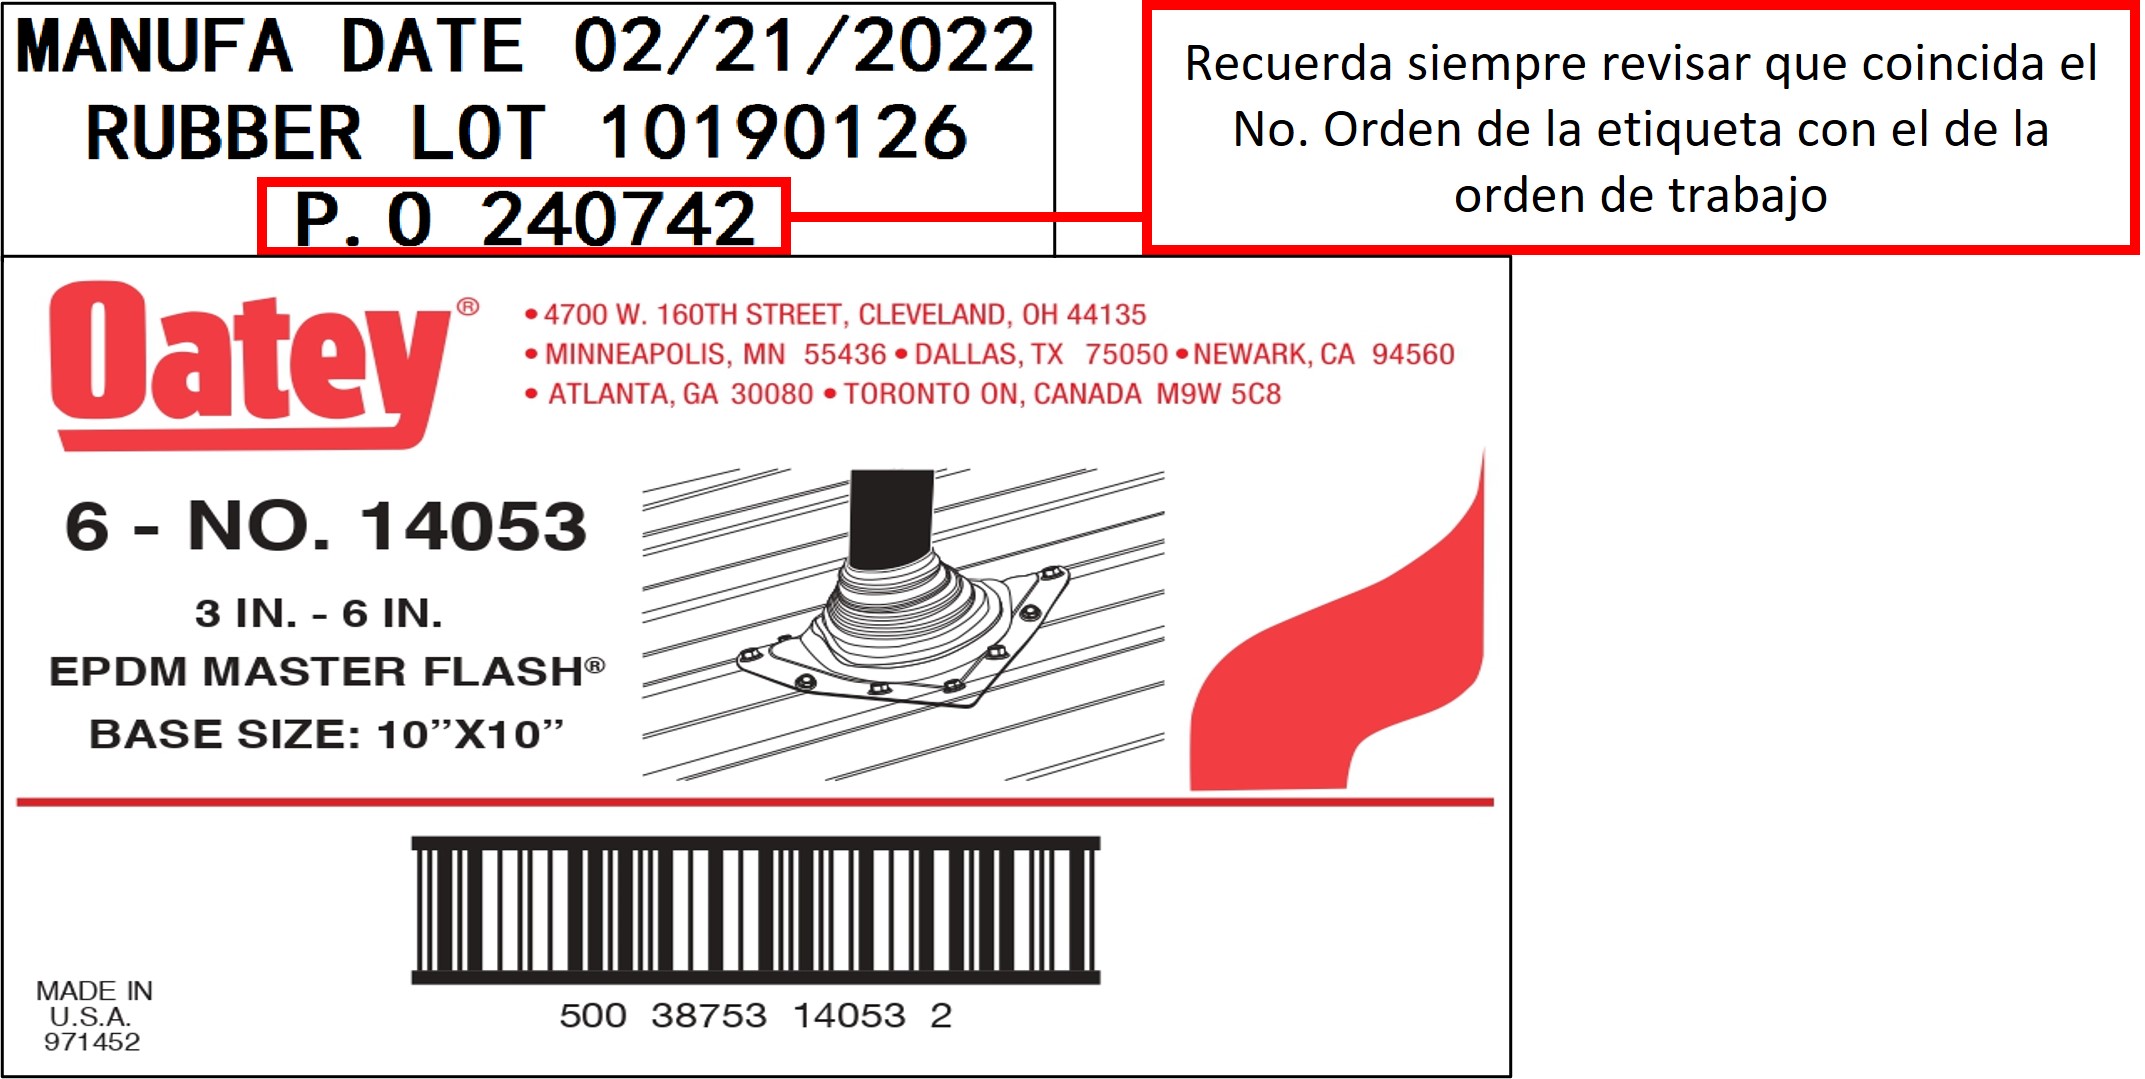 MANUFA DATE 02/21/2022
RUBBER LOT 10190126
P.O 240742
Recuerda siempre revisar que coincida el
No. Orden de la etiqueta con el de la
orden de trabajo
Oatey®
• 4700 W. 160TH STREET, CLEVELAND, OH 44135
• MINNEAPOLIS, MN 55436 • DALLAS, TX 75050 • NEWARK, CA 94560
• ATLANTA, GA 30080 • TORONTO ON, CANADA M9W 5C8
6 - NO. 14053
3 IN. - 6 IN.
EPDM MASTER FLASH®
BASE SIZE: 10”X10”
500 38753 14053 2
MADE IN
U.S.A.
971452